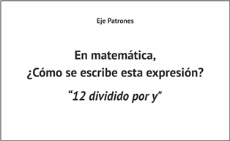 Eje Patrones
En matemática,
¿Cómo se escribe esta expresión?
“12 dividido por y”